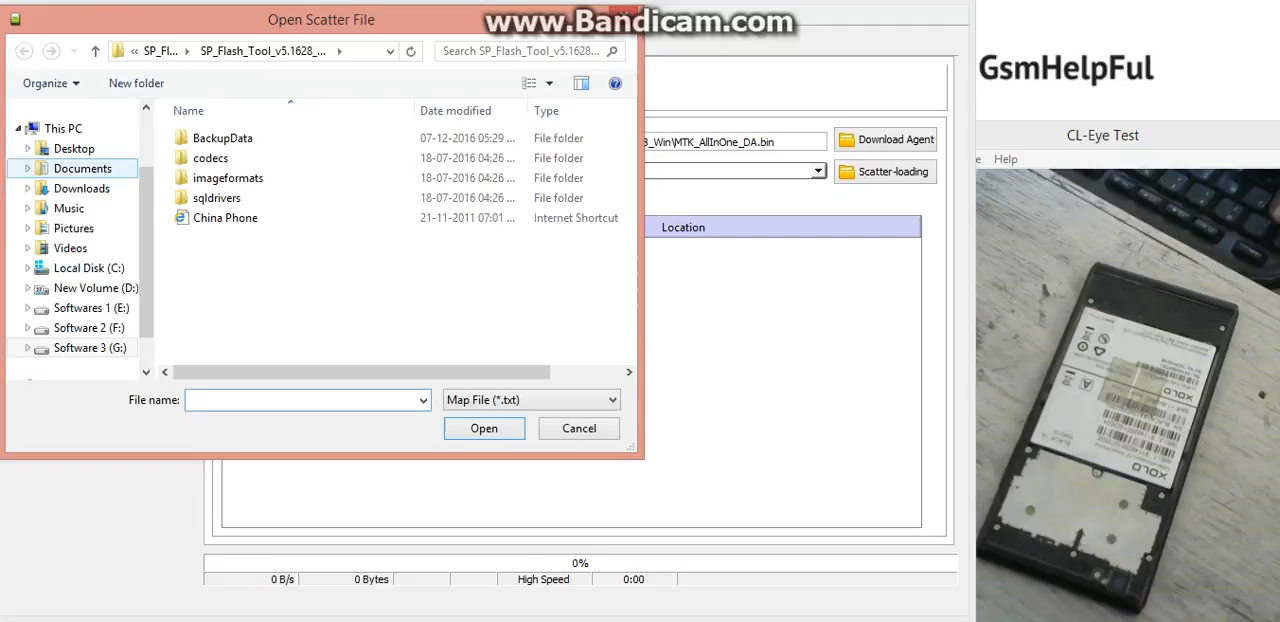 Open Scatter File
www.Bandicam.com
« SP_Fl... SP_Flash_Tool_v5.1628_...
Search SP_Flash_Tool_v5.1628...
Organize
New folder
Name
Date modified
Type
This PC
Desktop
Documents
Downloads
Music
Pictures
Videos
Local Disk (C:)
New Volume (D:)
Softwares 1 (E:)
Software 2 (F:)
Software 3 (G:)
BackupData 07-12-2016 05:29 ... File folder
codecs 18-07-2016 04:26 ... File folder
imageformats 18-07-2016 04:26 ... File folder
sqldrivers 18-07-2016 04:26 ... File folder
China Phone 21-11-2011 07:01 ... Internet Shortcut
File name:
Map File (*.txt)
Open
Cancel
_Win\MTK_AllInOne_DA.bin
Download Agent
Scatter-loading
Location
0%
0 B/s
0 Bytes
High Speed
0:00
GsmHelpFul
CL-Eye Test
Help
XOLO
XOLO